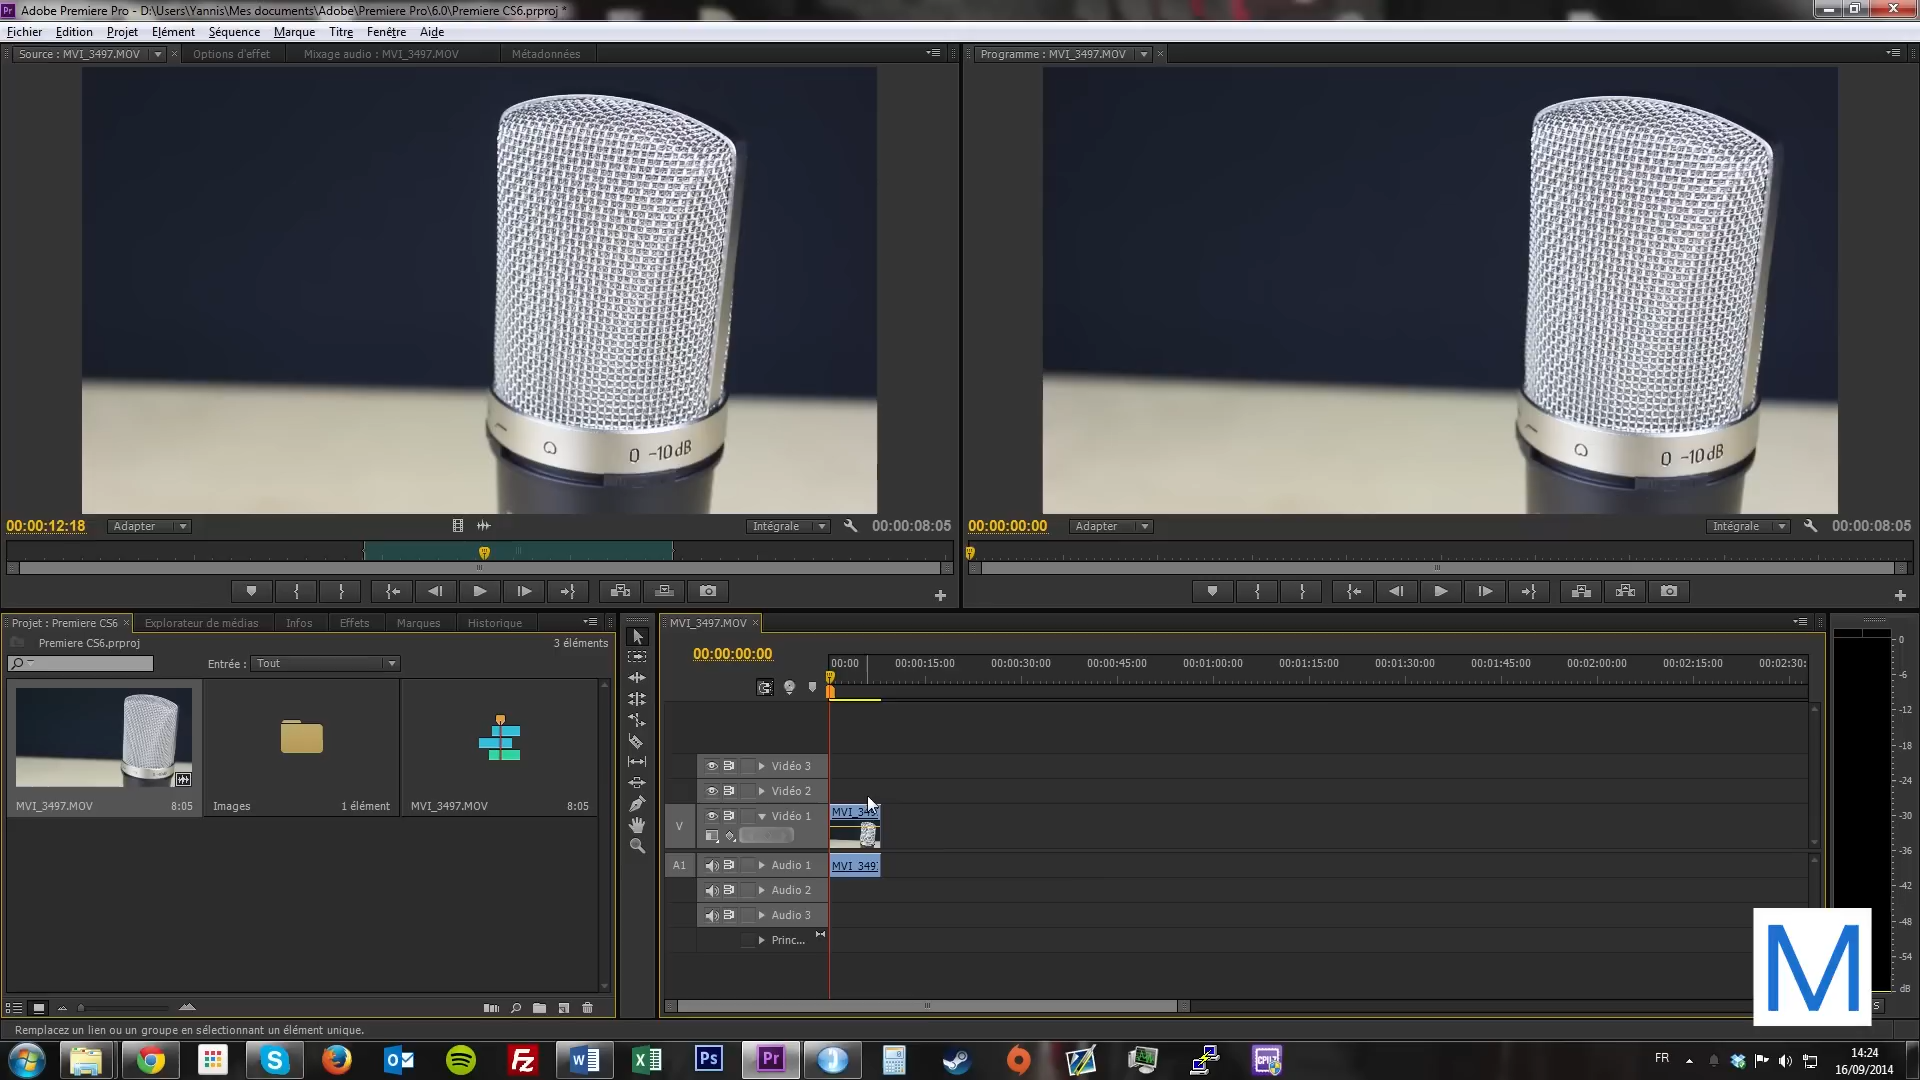 Adobe Premiere Pro - D:\Users\Yannis\Mes documents\Adobe\Premiere Pro\6.0\Premiere CS6.prproj *
Fichier Edition Projet Elément Séquence Marque Titre Fenêtre Aide
Source : MVI_3497.MOV Options d'effet Mixage audio : MVI_3497.MOV Métadonnées
Programme : MVI_3497.MOV
-10dB
-10dB
00:00:12:18 Adapter Intégrale 00:00:08:05
00:00:00:00 Adapter Intégrale 00:00:08:05
Projet : Premiere CS6 Explorateur de médias Infos Effets Marques Historique
Premiere CS6.prproj 3 éléments
Entrée : Tout
MVI_3497.MOV 8:05
Images 1 élément
MVI_3497.MOV 8:05
MVI_3497.MOV
00:00:00:00
00:00 00:00:15:00 00:00:30:00 00:00:45:00 00:01:00:00 00:01:15:00 00:01:30:00 00:01:45:00 00:02:00:00 00:02:15:00 00:02:30:
Vidéo 3
Vidéo 2
V Vidéo 1 MVI_349
A1 Audio 1 MVI_349
Audio 2
Audio 3
Princ...
0
-6
-12
-18
-24
-30
-36
-42
-48
-54
dB
S
M
Remplacez un lien ou un groupe en sélectionnant un élément unique.
FR
14:24
16/09/2014